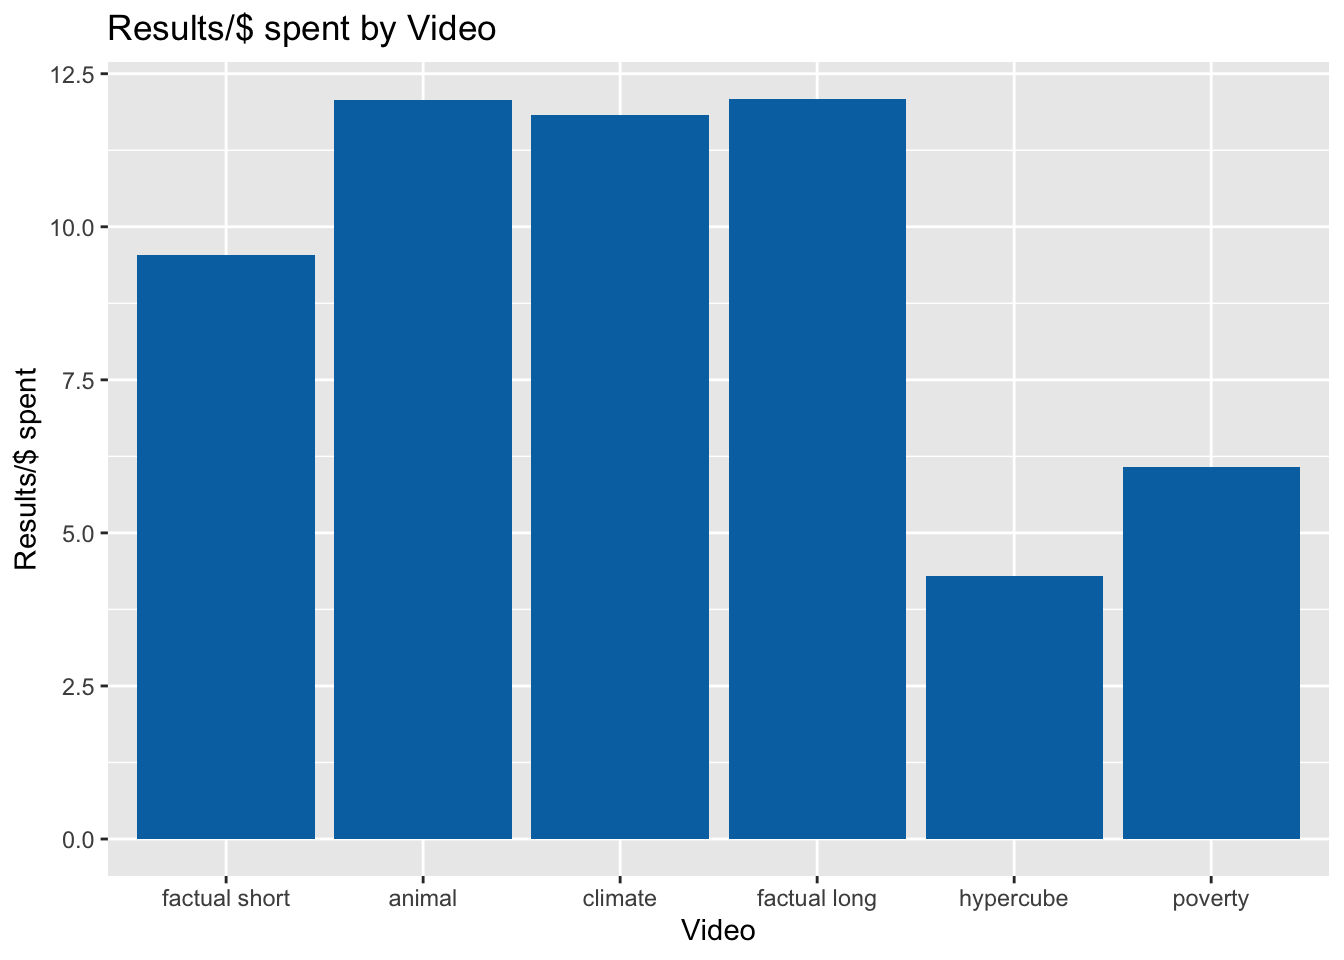 Results/$ spent by Video
Results/$ spent
12.5
10.0
7.5
5.0
2.5
0.0
factual short animal climate factual long hypercube poverty
Video